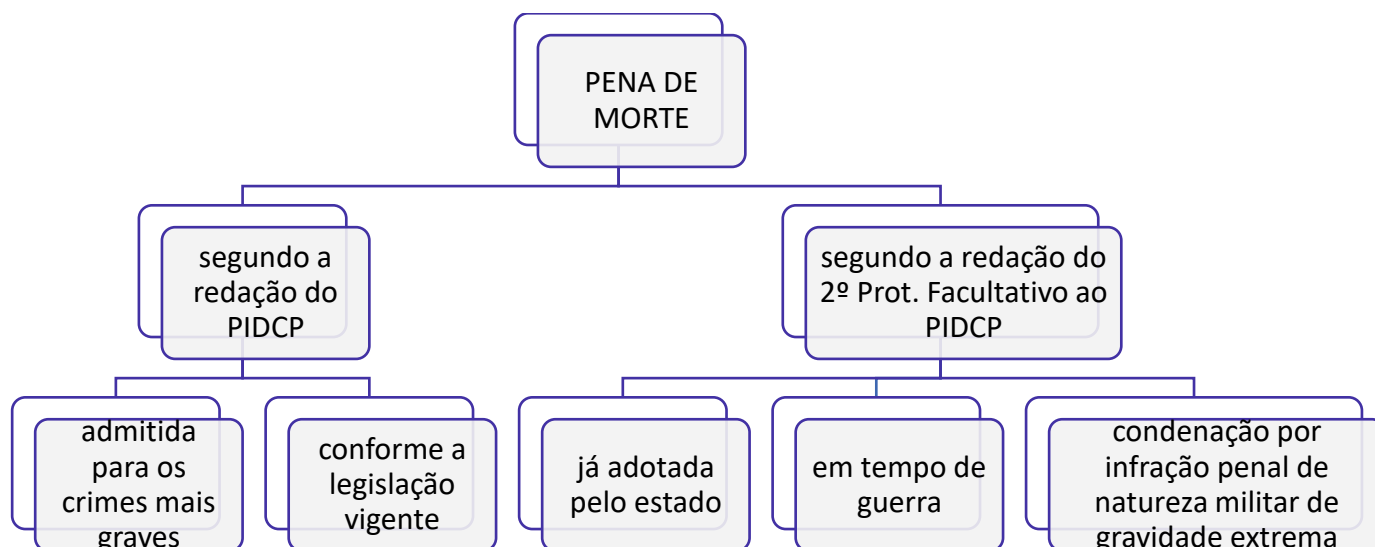 PENA DE
MORTE
segundo a
redação do
PIDCP
segundo a redação do
2º Prot. Facultativo ao
PIDCP
admitida
para os
crimes mais
graves
conforme a
legislação
vigente
já adotada
pelo estado
em tempo de
guerra
condenação por
infração penal de
natureza militar de
gravidade extrema